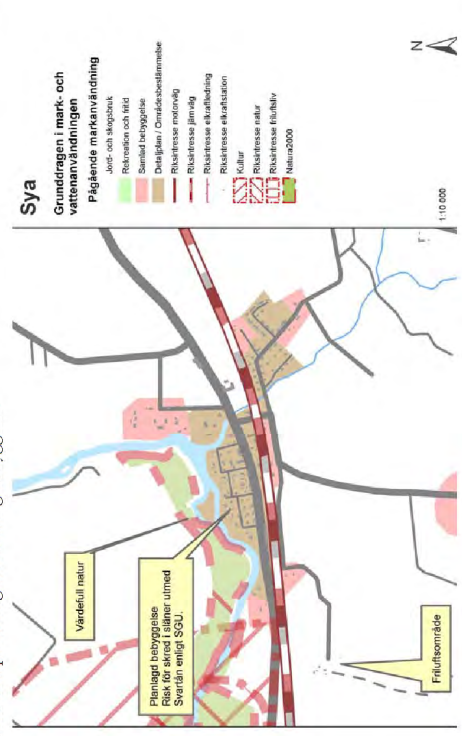 Sya
Grunddragen i mark- och
vattenanvändningen
Pågående markanvändning
Jord- och skogsbruk
Rekreation och fritid
Samlad bebyggelse
Detaljplan / Områdesbestämmelse
Riksintresse motorväg
Riksintresse järnväg
Riksintresse elkraftledning
Riksintresse elkraftstation
Kultur
Riksintresse natur
Riksintresse friluftsliv
Natura2000
N
1:10 000
Värdefull natur
Planlagd bebyggelse
Risk för skred i släner utmed
Svartån enligt SGU.
Friluftsområde